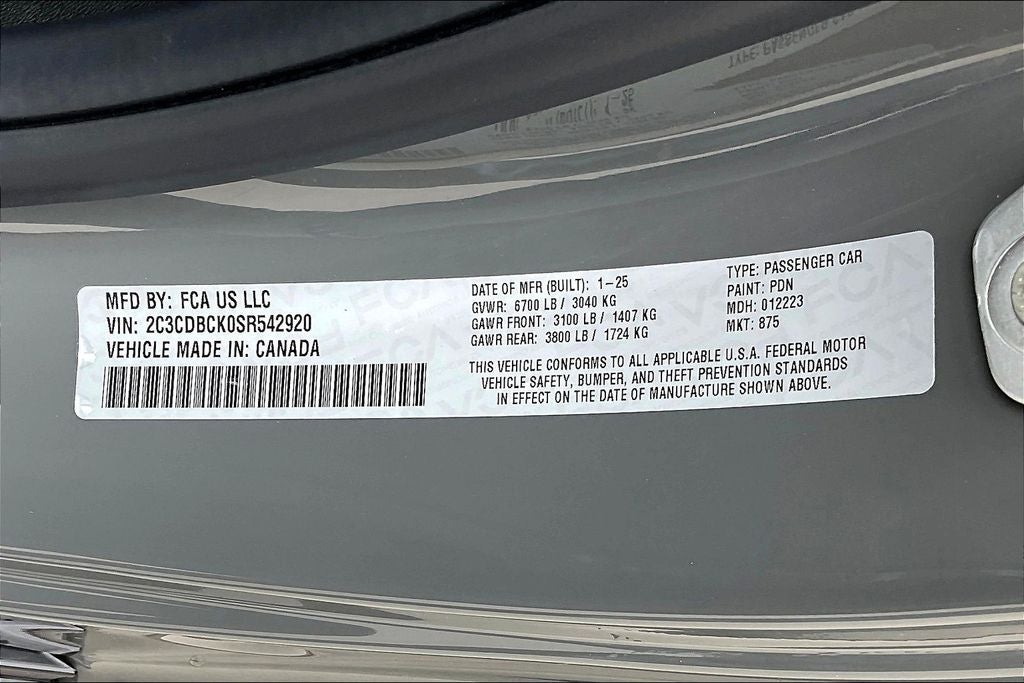 MFD BY: FCA US LLC
VIN: 2C3CDBCK0SR542920
VEHICLE MADE IN: CANADA
DATE OF MFR (BUILT): 1-25
GVWR: 6700 LB / 3040 KG
GAWR FRONT: 3100 LB / 1407 KG
GAWR REAR: 3800 LB / 1724 KG
TYPE: PASSENGER CAR
PAINT: PDN
MDH: 012223
MKT: 875
THIS VEHICLE CONFORMS TO ALL APPLICABLE U.S.A. FEDERAL MOTOR
VEHICLE SAFETY, BUMPER, AND THEFT PREVENTION STANDARDS
IN EFFECT ON THE DATE OF MANUFACTURE SHOWN ABOVE.